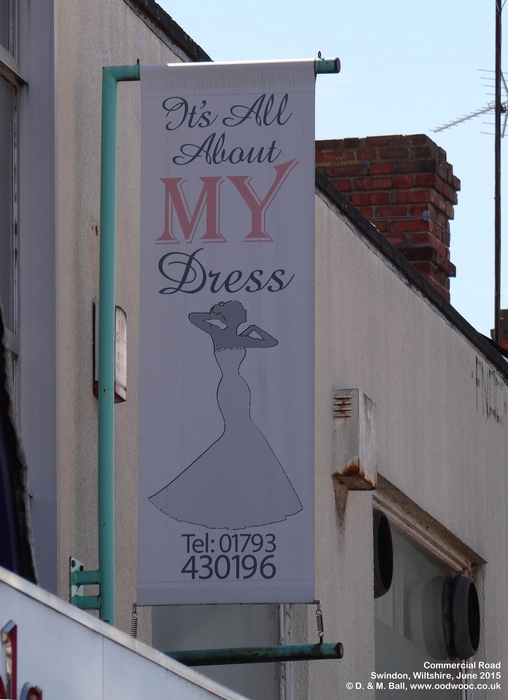 It's All
About
MY
Dress
Tel: 01793
430196
Commercial Road
Swindon, Wiltshire, June 2015
© D. & M. Ball, www.oodwooc.co.uk